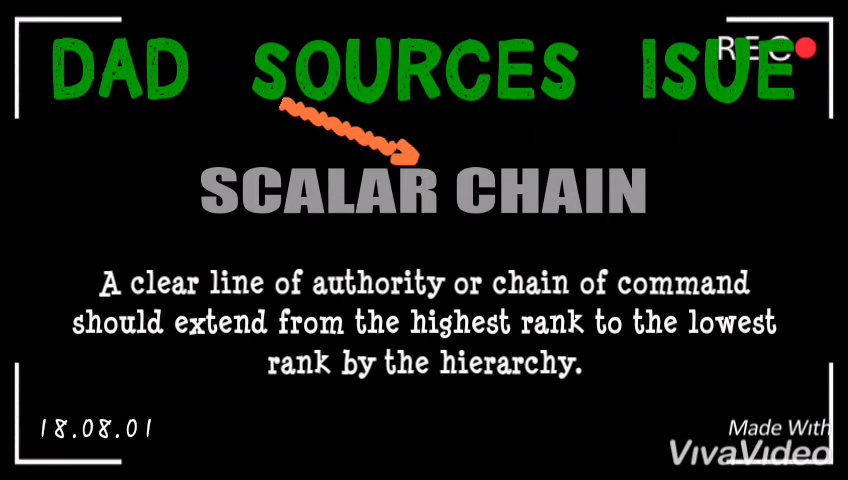 DAD SOURCES ISUE
REC
SCALAR CHAIN
A clear line of authority or chain of command
should extend from the highest rank to the lowest
rank by the hierarchy.
18.08.01
Made With
VivaVideo